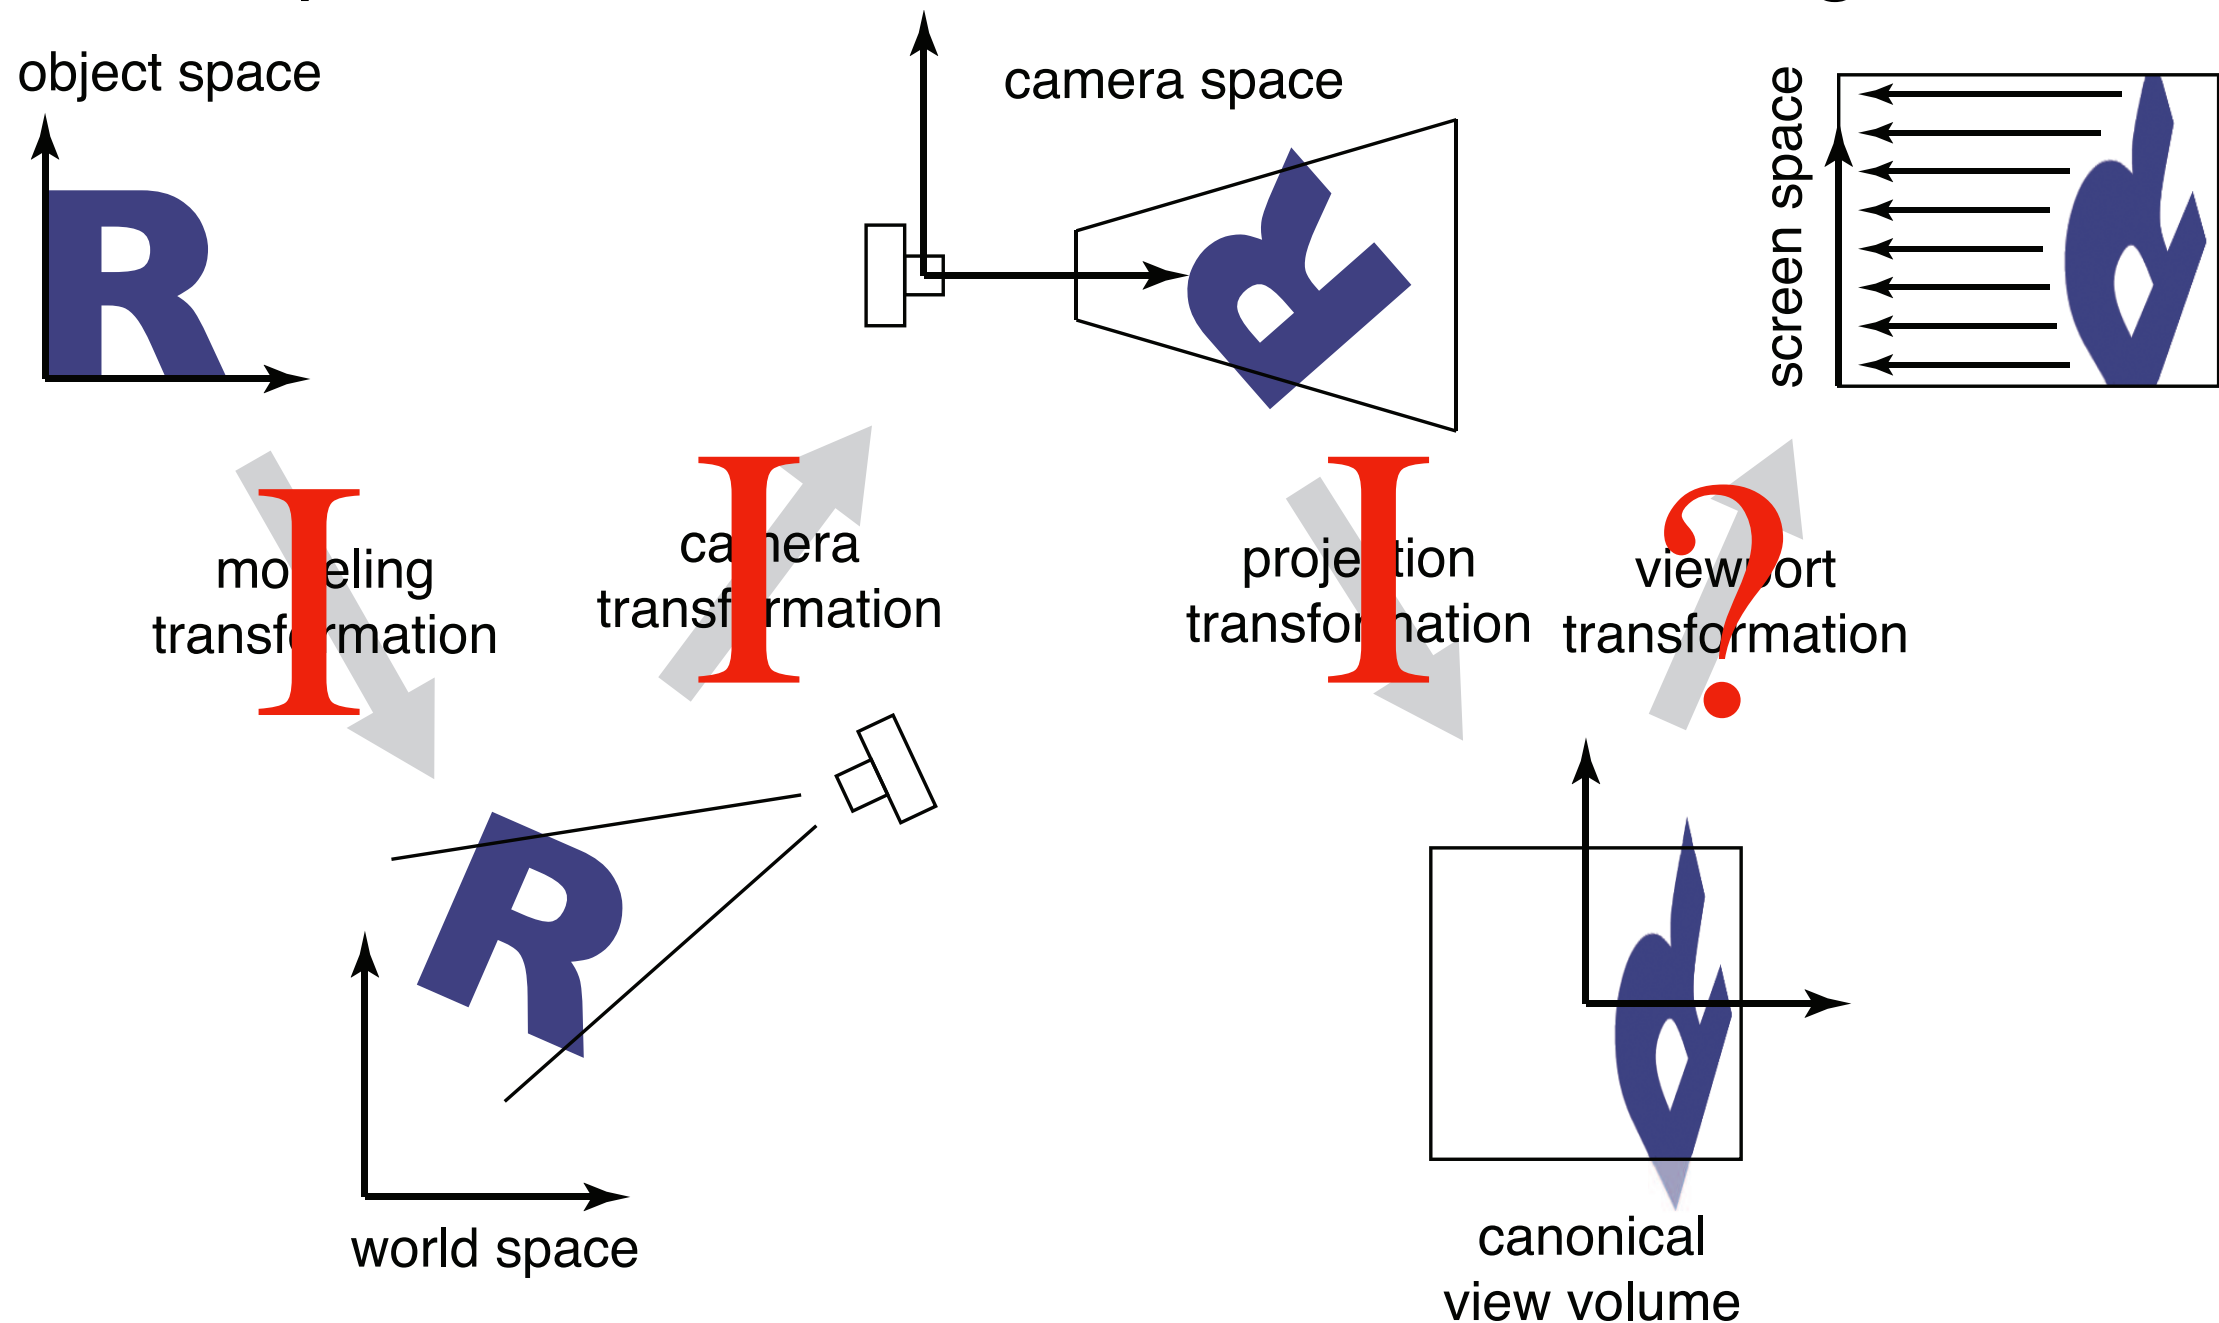 object space
camera space
screen space
I
modeling
transformation
I
camera
transformation
I
projection
transformation
?
viewport
transformation
world space
canonical
view volume